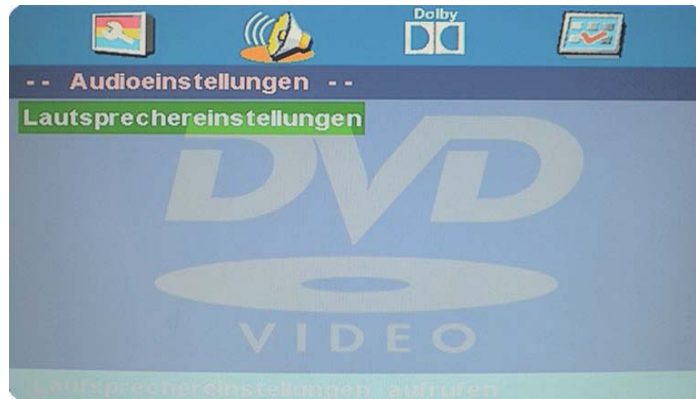 Dolby
-- Audioeinstellungen --
Lautsprechereinstellungen
DVD
VIDEO
Lautsprechereinstellungen aufrufen